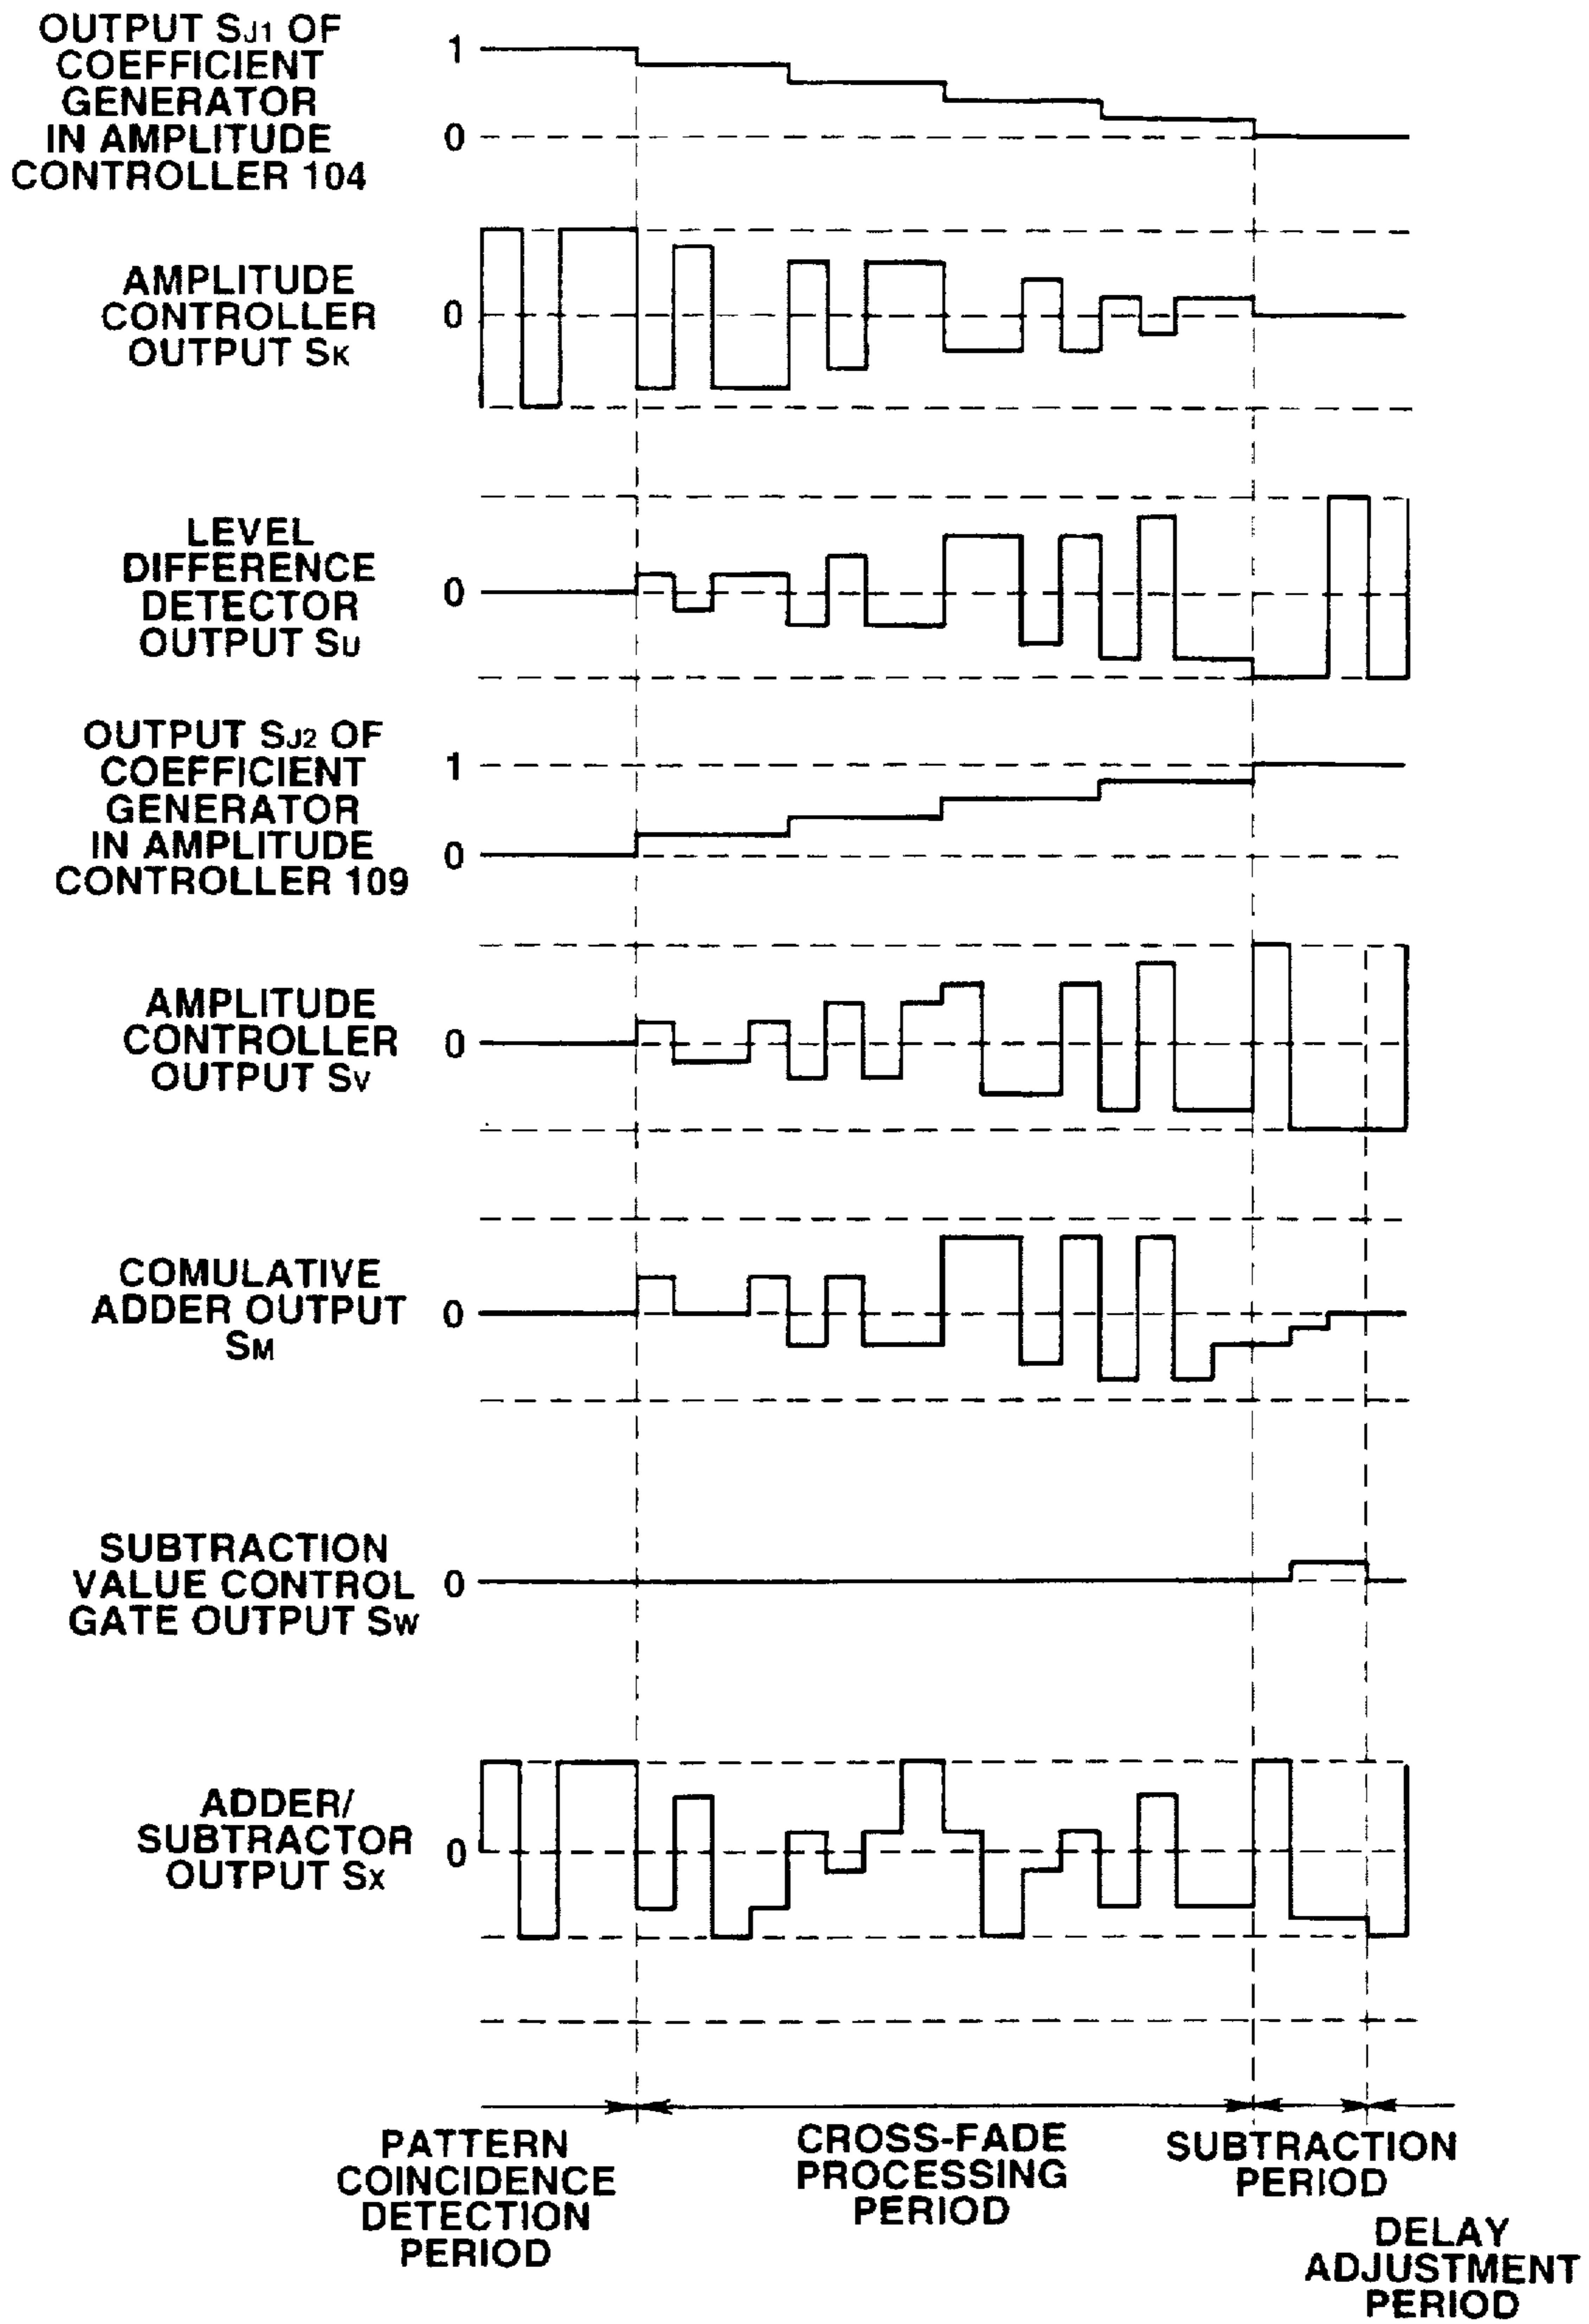 OUTPUT SJ1 OF
COEFFICIENT
GENERATOR
IN AMPLITUDE
CONTROLLER 104
1
0
AMPLITUDE
CONTROLLER
OUTPUT SK
0
LEVEL
DIFFERENCE
DETECTOR
OUTPUT SU
0
OUTPUT SJ2 OF
COEFFICIENT
GENERATOR
IN AMPLITUDE
CONTROLLER 109
1
0
AMPLITUDE
CONTROLLER
OUTPUT SV
0
COMULATIVE
ADDER OUTPUT
SM
0
SUBTRACTION
VALUE CONTROL
GATE OUTPUT SW
0
ADDER/
SUBTRACTOR
OUTPUT SX
0
PATTERN
COINCIDENCE
DETECTION
PERIOD
CROSS-FADE
PROCESSING
PERIOD
SUBTRACTION
PERIOD
DELAY
ADJUSTMENT
PERIOD